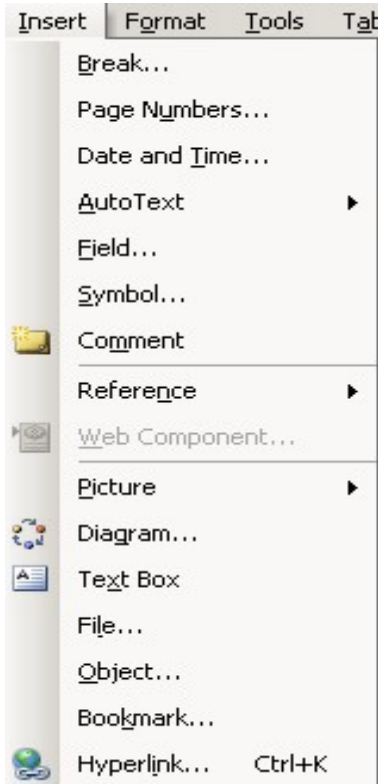 Insert Format Tools Tab
Break...
Page Numbers...
Date and Time...
AutoText
Field...
Symbol...
Comment
Reference
Web Component...
Picture
Diagram...
Text Box
File...
Object...
Bookmark...
Hyperlink... Ctrl+K